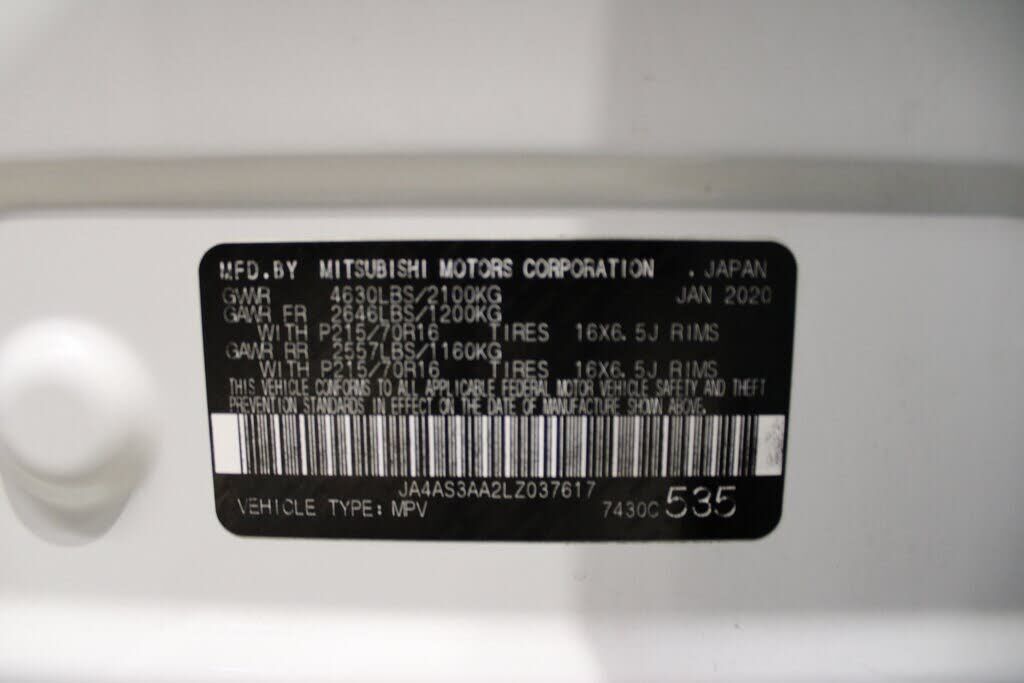 MFD.BY MITSUBISHI MOTORS CORPORATION . JAPAN
GVWR 4630LBS/2100KG JAN 2020
GAWR FR 2646LBS/1200KG
WITH P215/70R16 TIRES 16X6.5J RIMS
GAWR RR 2557LBS/1160KG
WITH P215/70R16 TIRES 16X6.5J RIMS
THIS VEHICLE CONFORMS TO ALL APPLICABLE FEDERAL MOTOR VEHICLE SAFETY AND THEFT
PREVENTION STANDARDS IN EFFECT ON THE DATE OF MANUFACTURE SHOWN ABOVE.
JA4AS3AA2LZ037617
VEHICLE TYPE: MPV 7430C 535